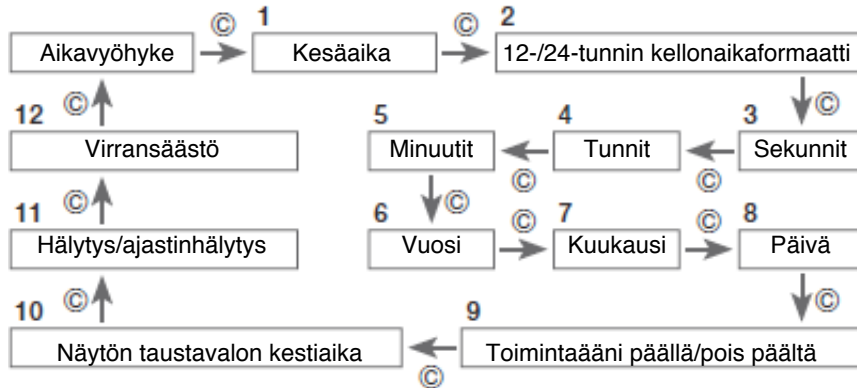 Aikavyöhyke
©
1
Kesäaika
©
2
12-/24-tunnin kellonaikaformaatti
©
3
Sekunnit
©
4
Tunnit
©
5
Minuutit
©
6
Vuosi
©
7
Kuukausi
©
8
Päivä
©
9
Toimintaääni päällä/pois päältä
©
10
Näytön taustavalon kestiaika
©
11
Hälytys/ajastinhälytys
©
12
Virransäästö
©